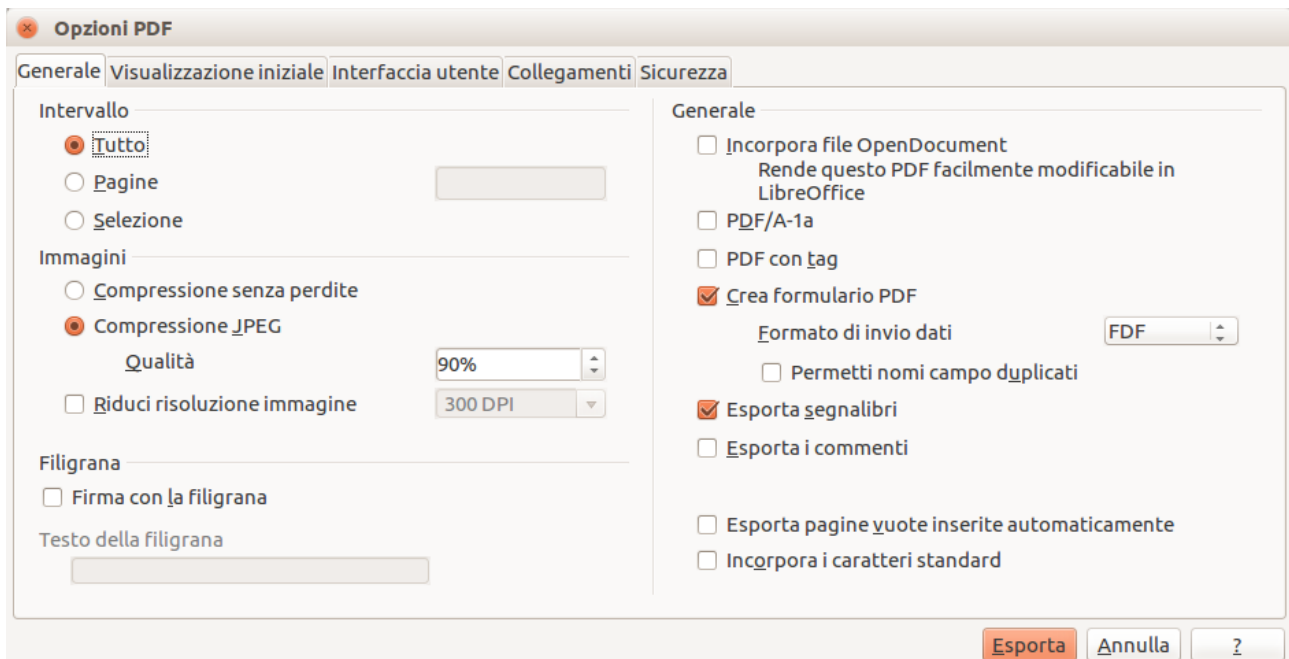 Opzioni PDF
Generale Visualizzazione iniziale Interfaccia utente Collegamenti Sicurezza
Intervallo
Tutto
Pagine
Selezione
Immagini
Compressione senza perdite
Compressione JPEG
Qualità 90%
Riduci risoluzione immagine 300 DPI
Filigrana
Firma con la filigrana
Testo della filigrana
Generale
Incorpora file OpenDocument
Rende questo PDF facilmente modificabile in
LibreOffice
PDF/A-1a
PDF con tag
Crea formulario PDF
Formato di invio dati FDF
Permetti nomi campo duplicati
Esporta segnalibri
Esporta i commenti
Esporta pagine vuote inserite automaticamente
Incorpora i caratteri standard
Esporta Annulla ?